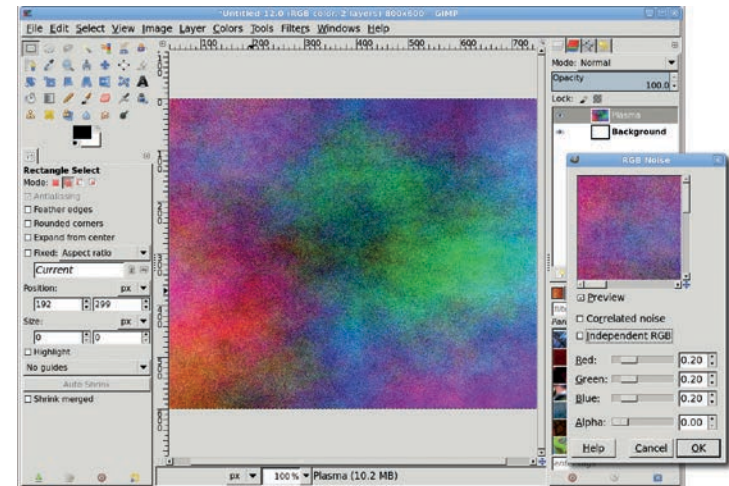 *Untitled-12.0 (RGB color, 2 layers) 800x600 - GIMP
File Edit Select View Image Layer Colors Tools Filters Windows Help
100 200 300 400 500 600 700
Mode: Normal
Opacity
100.0
Lock:
Plasma
Background
Rectangle Select
Mode:
Antialiasing
Feather edges
Rounded corners
Expand from center
Fixed: Aspect ratio
Current
Position: px
192 299
Size: px
0 0
Highlight
No guides
Auto Shrink
Shrink merged
px 100% Plasma (10.2 MB)
RGB Noise
Preview
Correlated noise
Independent RGB
Red: 0.20
Green: 0.20
Blue: 0.20
Alpha: 0.00
Help Cancel OK